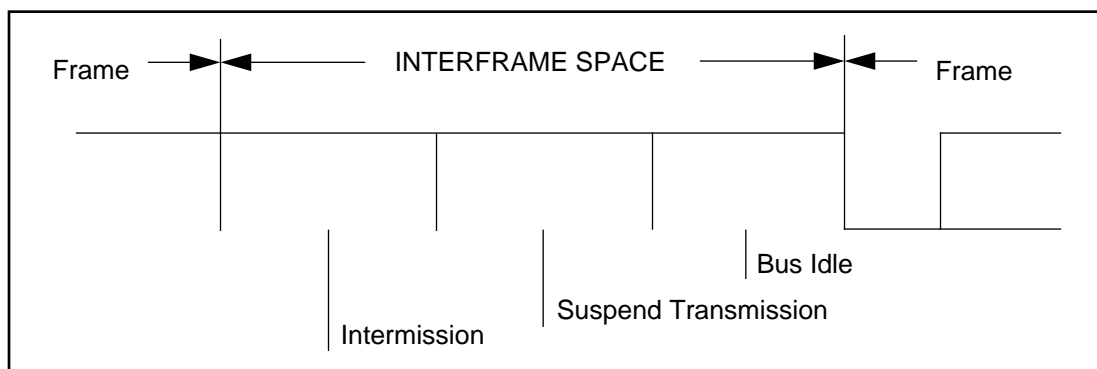 Frame
INTERFRAME SPACE
Frame
Bus Idle
Suspend Transmission
Intermission